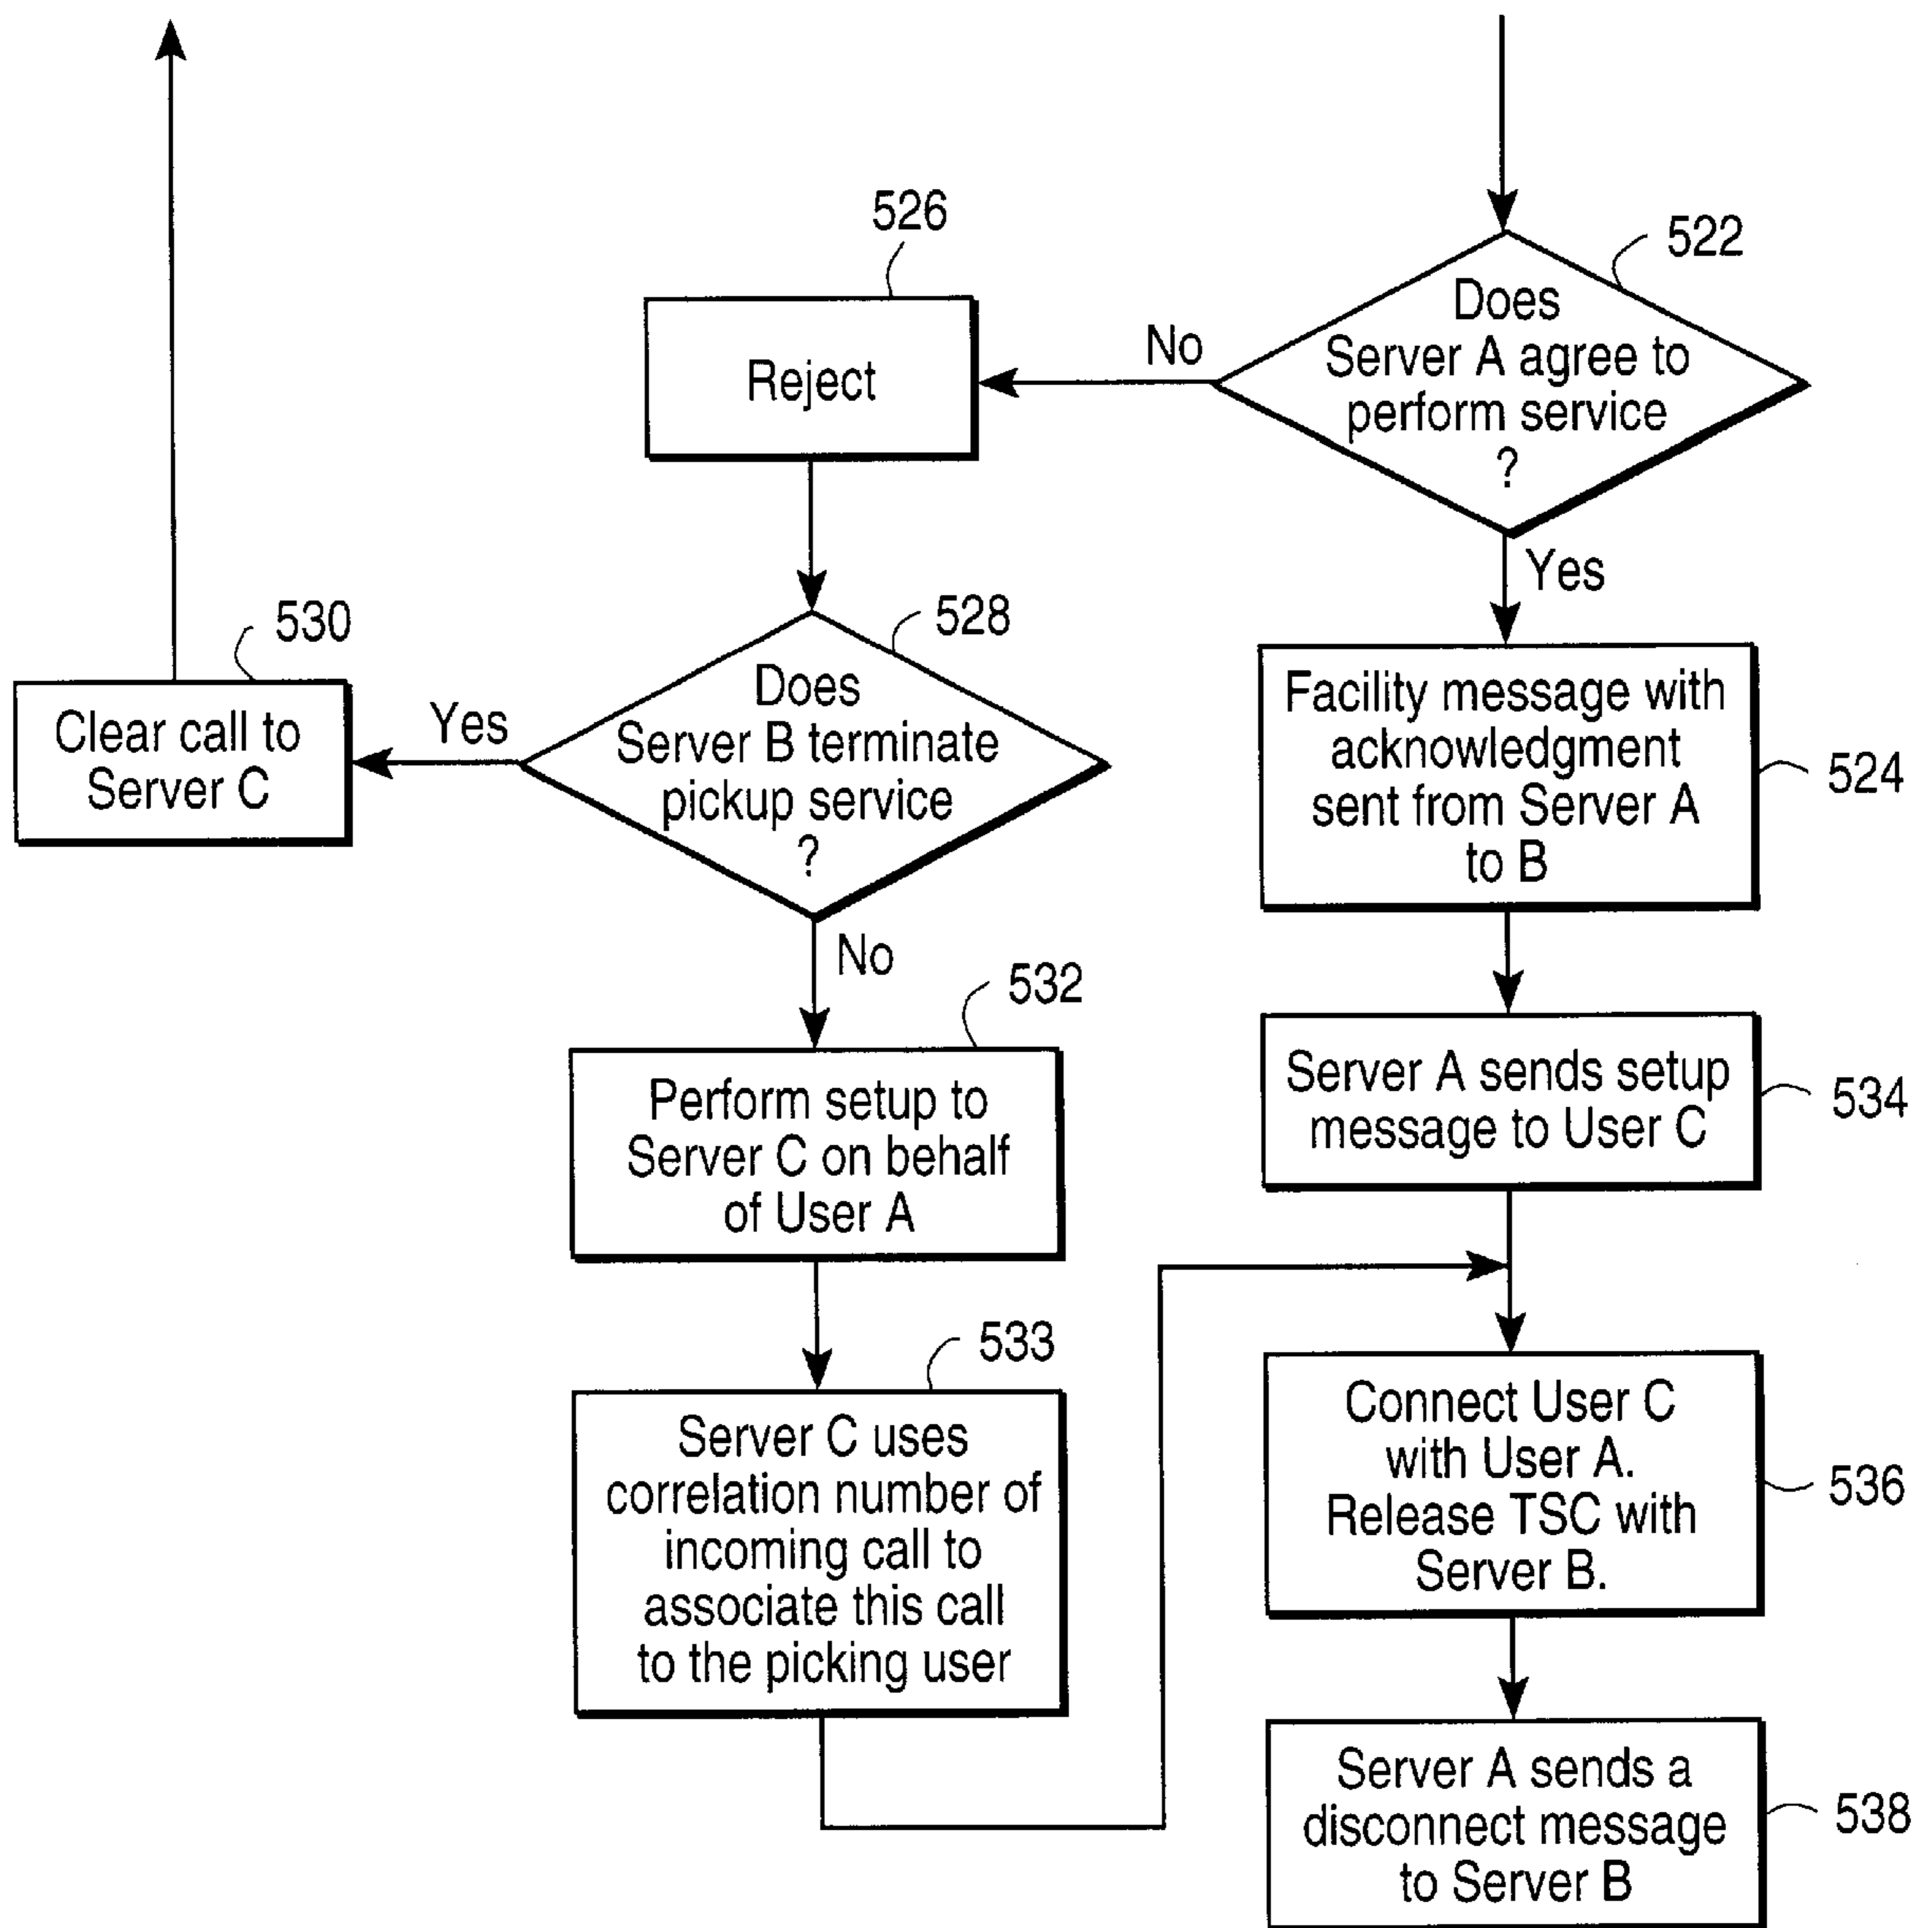 526
522
Does
Server A agree to
perform service
?
No
Reject
Yes
530
528
Does
Server B terminate
pickup service
?
Yes
Clear call to
Server C
Facility message with
acknowledgment
sent from Server A
to B
524
No
532
Perform setup to
Server C on behalf
of User A
Server A sends setup
message to User C
534
533
Server C uses
correlation number of
incoming call to
associate this call
to the picking user
Connect User C
with User A.
Release TSC with
Server B.
536
Server A sends a
disconnect message
to Server B
538